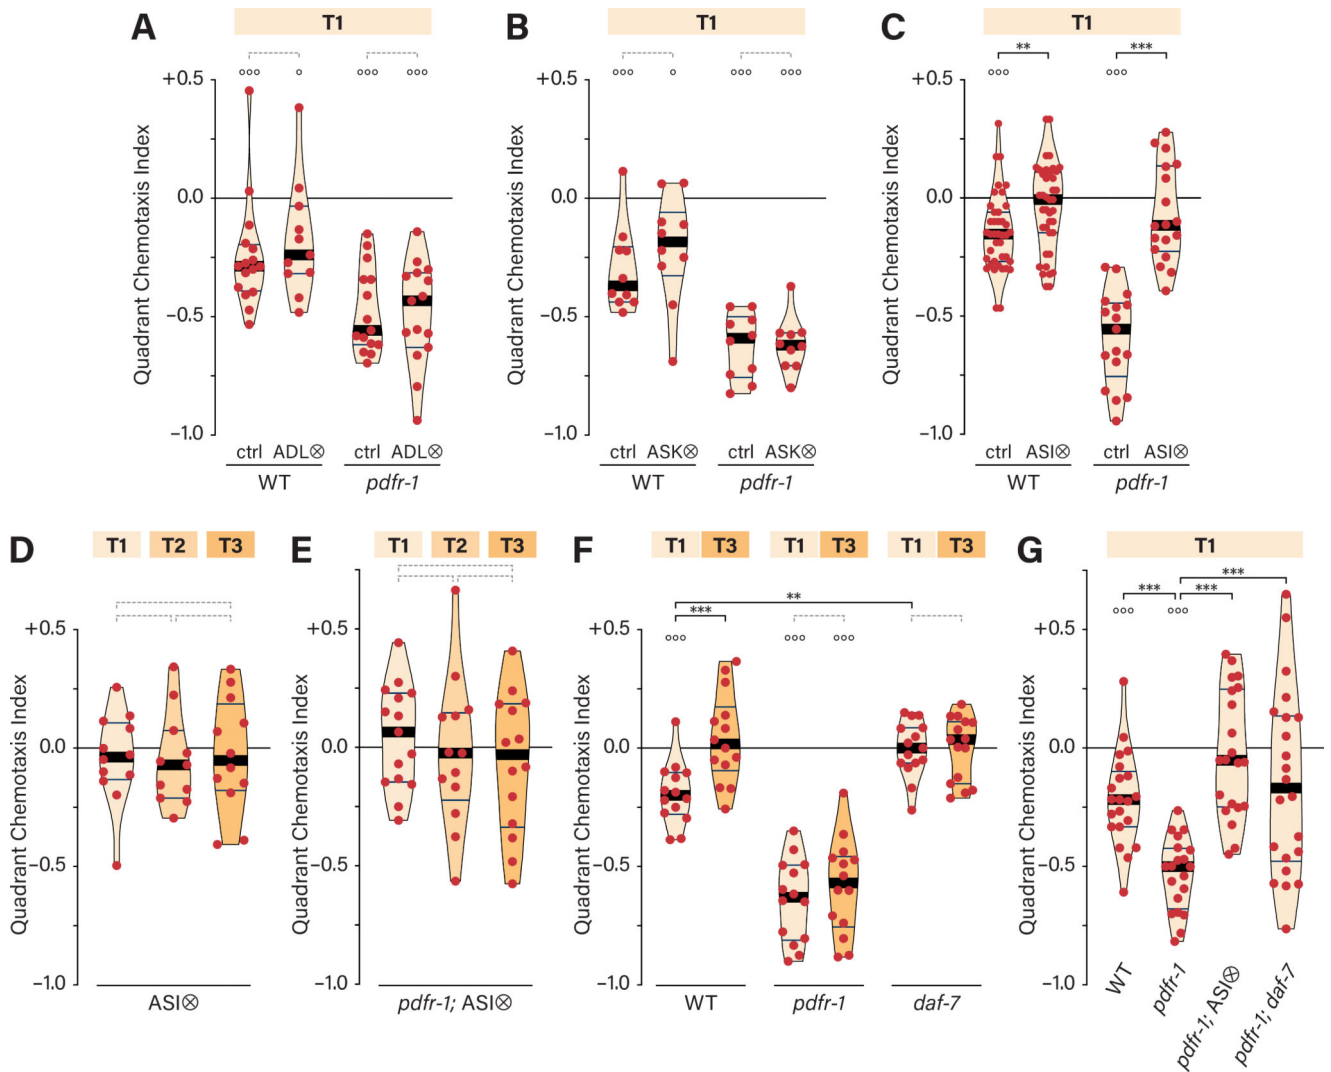 A
T1
°°° ° °°° °°°
Quadrant Chemotaxis Index
+0.5
0.0
−0.5
−1.0
ctrl ADL⊗ ctrl ADL⊗
WT pdfr-1
B
T1
°°° ° °°° °°°
Quadrant Chemotaxis Index
+0.5
0.0
−0.5
−1.0
ctrl ASK⊗ ctrl ASK⊗
WT pdfr-1
C
T1
** ***
°°° °°°
Quadrant Chemotaxis Index
+0.5
0.0
−0.5
−1.0
ctrl ASI⊗ ctrl ASI⊗
WT pdfr-1
D
T1 T2 T3
Quadrant Chemotaxis Index
+0.5
0
−0.5
−1.0
ASI⊗
E
T1 T2 T3
Quadrant Chemotaxis Index
+0.5
0
−0.5
−1.0
pdfr-1; ASI⊗
F
T1 T3 T1 T3 T1 T3
**
***
°°° °°° °°°
Quadrant Chemotaxis Index
+0.5
0
−0.5
−1.0
WT pdfr-1 daf-7
G
T1
***
*** ***
°°° °°°
Quadrant Chemotaxis Index
+0.5
0
−0.5
−1.0
WT
pdfr-1
pdfr-1; ASI⊗
pdfr-1; daf-7